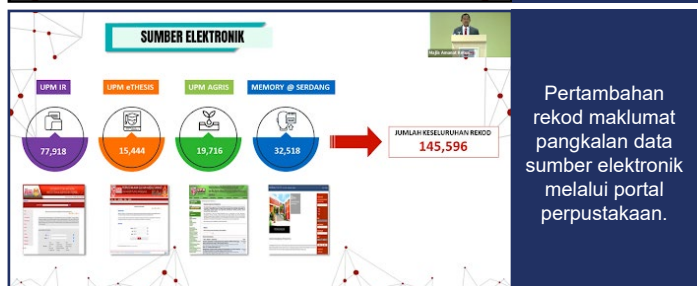 SUMBER ELEKTRONIK
UPM IR
UPM eTHESIS
UPM AGRIS
MEMORY @ SERDANG
77,918
15,444
19,716
32,518
JUMLAH KESELURUHAN REKOD
145,596
Pertambahan
rekod maklumat
pangkalan data
sumber elektronik
melalui portal
perpustakaan.